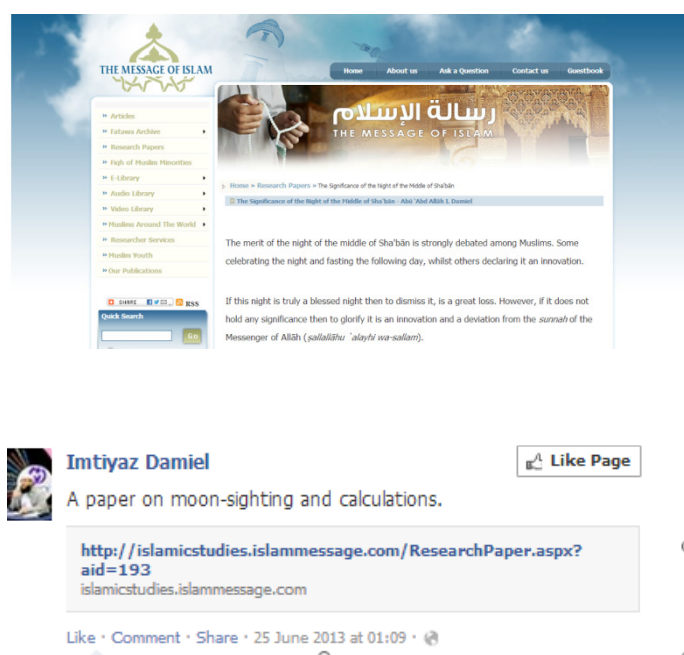 THE MESSAGE OF ISLAM
Home About us Ask a Question Contact us Guestbook
رسالة الإسلام
THE MESSAGE OF ISLAM
» Articles
» Fatawa Archive
» Research Papers
» Fiqh of Muslim Minorities
» E-Library
» Audio Library
» Video Library
» Muslims Around The World
» Researcher Services
» Muslim Youth
» Our Publications
SHARE RSS
Quick Search
Go
Home » Research Papers » The Significance of the Night of the Middle of Sha'bān
The Significance of the Night of the Middle of Sha'bān - Abū 'Abd Allāh I. Damiel
The merit of the night of the middle of Sha'bān is strongly debated among Muslims. Some
celebrating the night and fasting the following day, whilst others declaring it an innovation.
If this night is truly a blessed night then to dismiss it, is a great loss. However, if it does not
hold any significance then to glorify it is an innovation and a deviation from the sunnah of the
Messenger of Allāh (sallallāhu `alayhi wa-sallam).
Imtiyaz Damiel
Like Page
A paper on moon-sighting and calculations.
http://islamicstudies.islammessage.com/ResearchPaper.aspx?
aid=193
islamicstudies.islammessage.com
Like · Comment · Share · 25 June 2013 at 01:09 ·